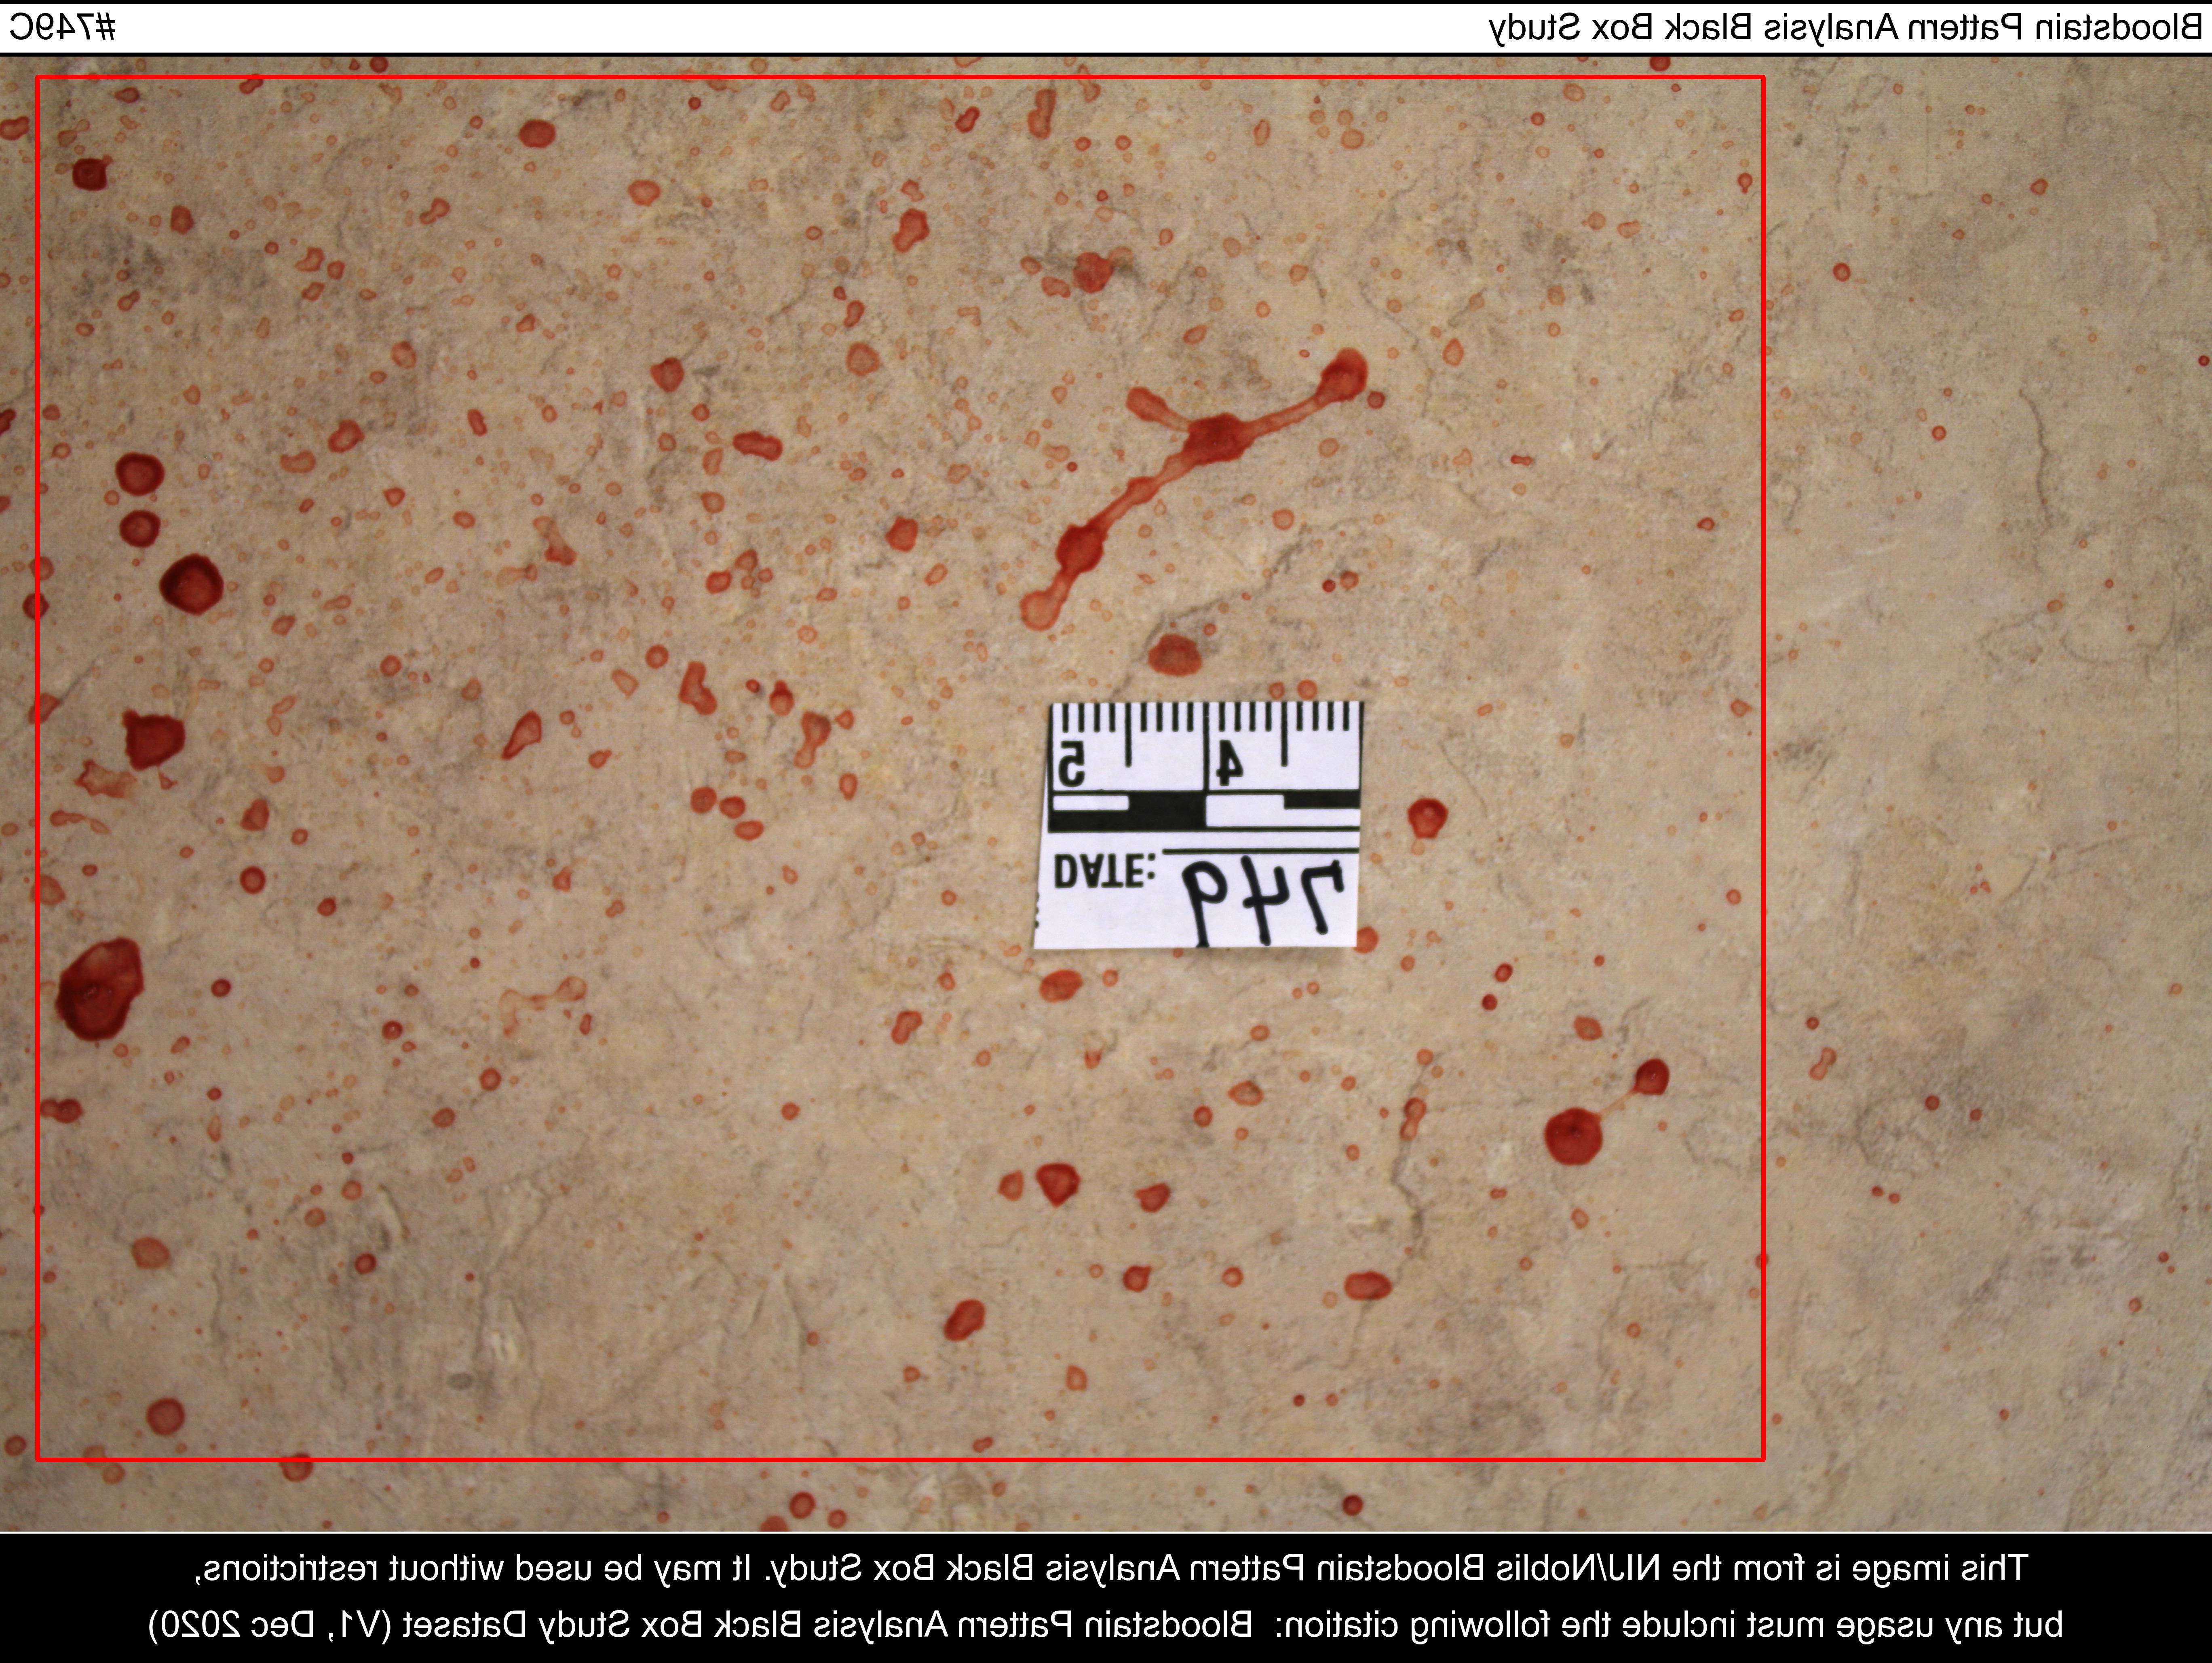 Bloodstain Pattern Analysis Black Box Study #749C
4 5
DATE: 749
This image is from the NIJ/Noblis Bloodstain Pattern Analysis Black Box Study. It may be used without restrictions,
but any usage must include the following citation: Bloodstain Pattern Analysis Black Box Study Dataset (V1, Dec 2020)